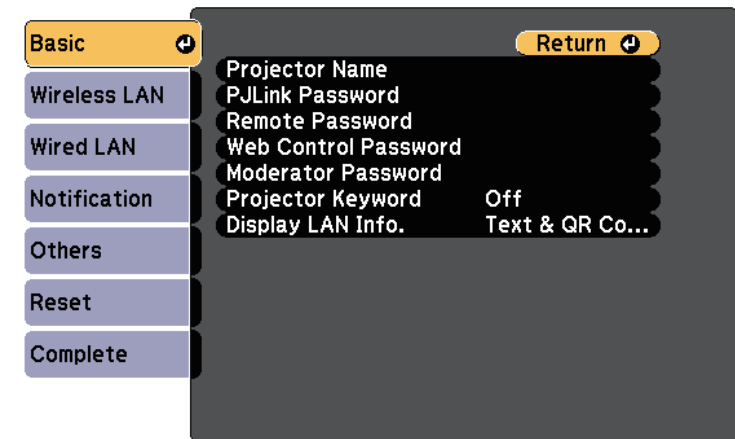 Basic
Wireless LAN
Wired LAN
Notification
Others
Reset
Complete
Return
Projector Name
PJLink Password
Remote Password
Web Control Password
Moderator Password
Projector Keyword Off
Display LAN Info. Text & QR Co...